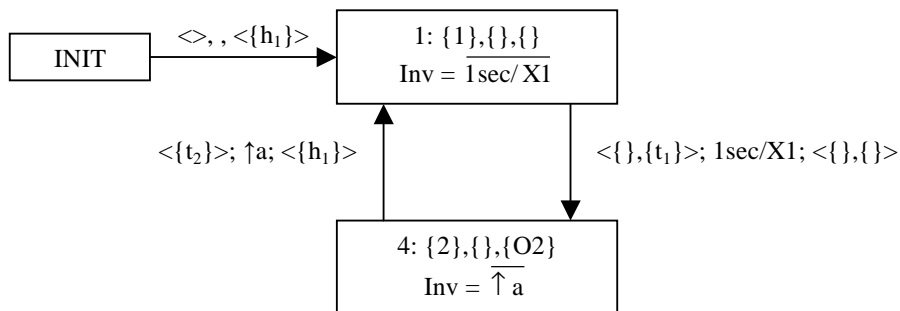 <>, , <{h₁}>
INIT
1: {1},{},{}
Inv = 1sec/ X1
<{t₂}>; ↑a; <{h₁}>
<{},{t₁}>; 1sec/X1; <{},{}>
4: {2},{},{O2}
Inv = ↑ a